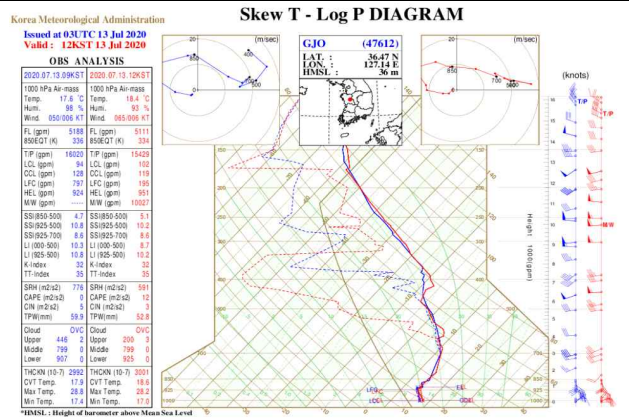 Skew T - Log P DIAGRAM
Korea Meteorological Administration
Issued at 03UTC 13 Jul 2020
Valid : 12KST 13 Jul 2020
OBS ANALYSIS
2020.07.13.09KST 2020.07.13.12KST
1000 hPa Air-mass 1000 hPa Air-mass
Temp. 17.6 °C Temp. 18.4 °C
Humi. 98 % Humi. 93 %
Wind. 050/006 KT Wind. 065/006 KT
FL (gpm) 5188 FL (gpm) 5111
850EQT (K) 336 850EQT (K) 334
T/P (gpm) 16020 T/P (gpm) 15429
LCL (gpm) 94 LCL (gpm) 102
CCL (gpm) 128 CCL (gpm) 119
LFC (gpm) 797 LFC (gpm) 195
HEL (gpm) 924 HEL (gpm) 951
M/W (gpm) ----- M/W (gpm) 10027
SSI(850-500) 4.7 SSI(850-500) 5.1
SSI(925-500) 10.8 SSI(925-500) 10.2
SSI(925-700) 8.6 SSI(925-700) 8.6
LI (000-500) 10.3 LI (000-500) 8.7
LI (925-500) 10.8 LI (925-500) 10.2
K-Index 32 K-Index 32
TT-Index 35 TT-Index 35
SRH (m2/s2) 776 SRH (m2/s2) 591
CAPE (m2/s2) 0 CAPE (m2/s2) 12
CIN (m2/s2) 5 CIN (m2/s2) 3
TPW(mm) 59.9 TPW(mm) 52.8
Cloud OVC Cloud OVC
Upper 446 2 Upper 200 3
Middle 799 0 Middle 799 0
Lower 907 0 Lower 925 0
THCKN (10-7) 2992 THCKN (10-7) 3001
CVT Temp. 17.9 CVT Temp. 18.6
Max Temp. 28.8 Max Temp. 28.2
Min Temp. 17.4 Min Temp. 17.0
*HMSL : Height of barometer above Mean Sea Level
(m/sec)
GJO (47612)
LAT. : 36.47 N
LON. : 127.14 E
HMSL : 36 m
(m/sec)
(knots)
T/P
T/P
M/W
Height 1000(gpm)
LFC
LCL
EL